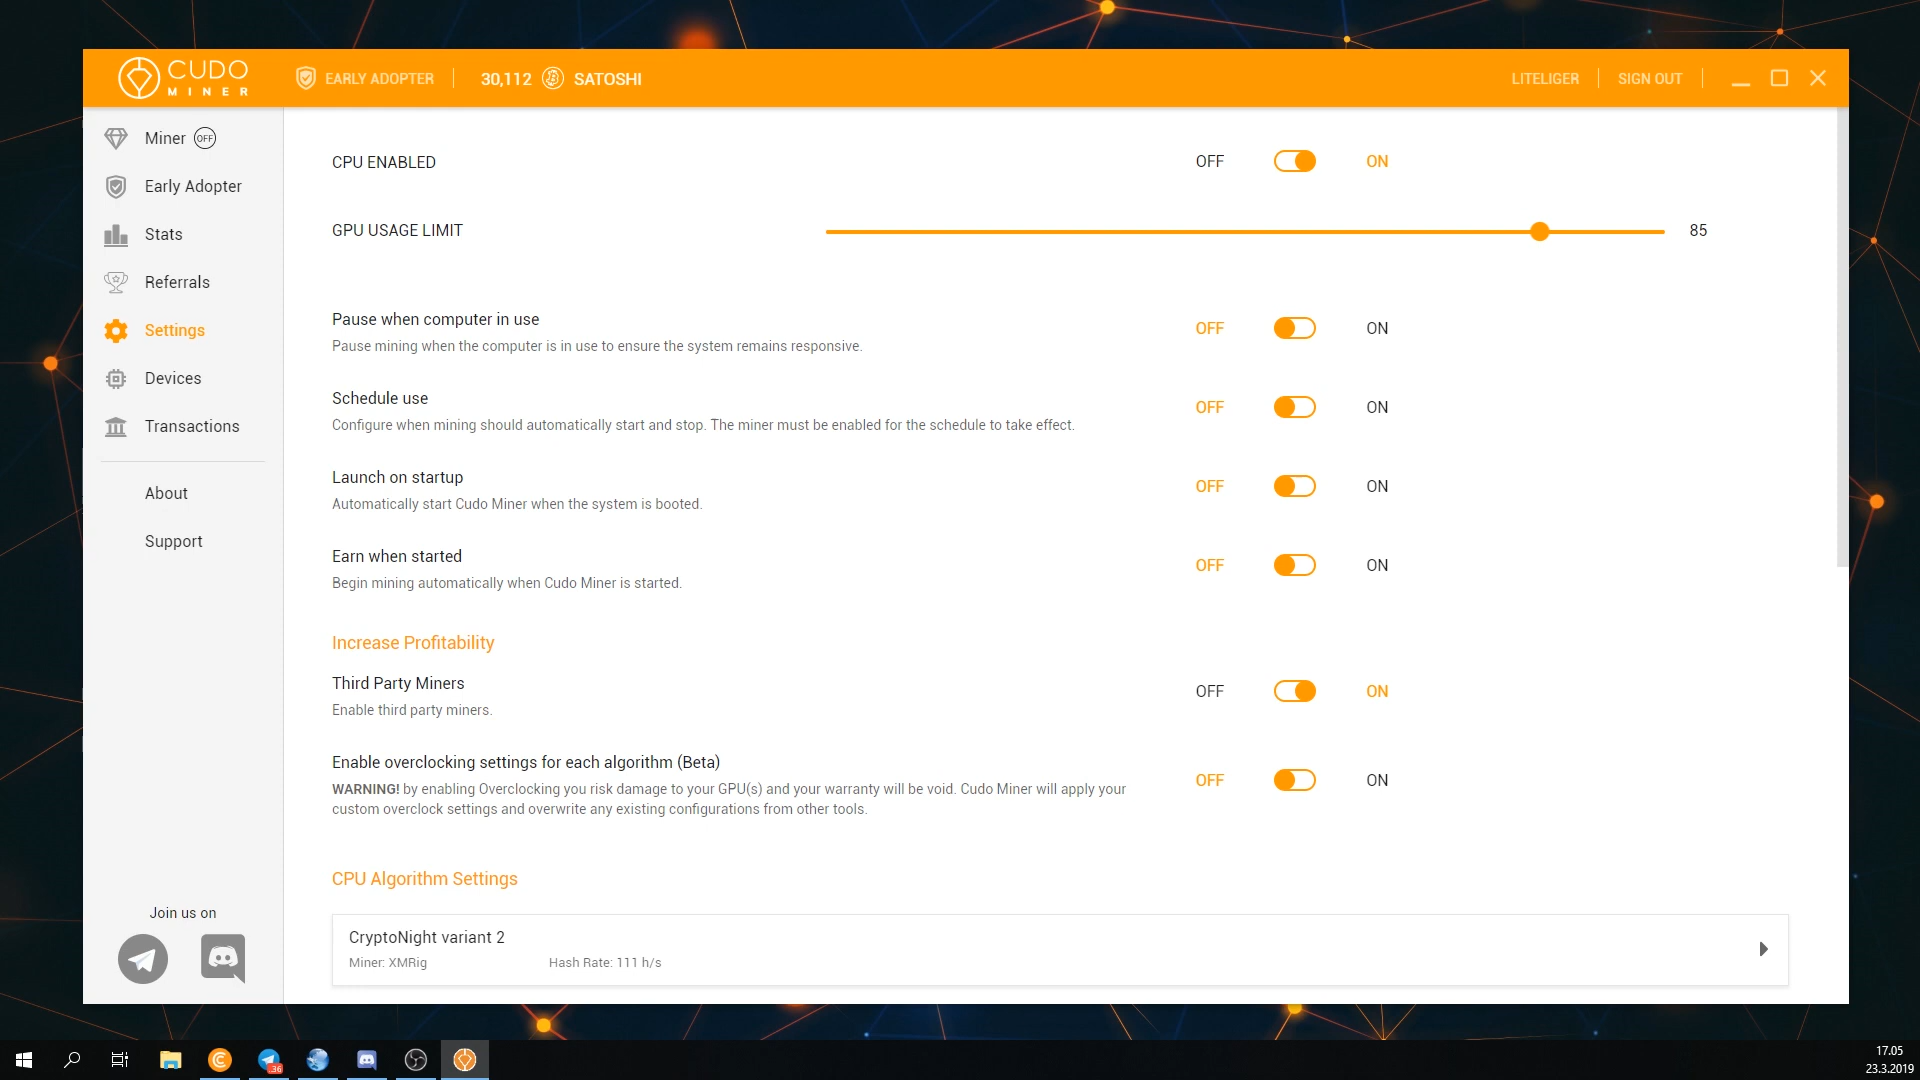 CUDO
MINER
EARLY ADOPTER
30,112 SATOSHI
LITELIGER
SIGN OUT
Miner OFF
Early Adopter
Stats
Referrals
Settings
Devices
Transactions
About
Support
Join us on
CPU ENABLED
OFF ON
GPU USAGE LIMIT
85
Pause when computer in use
Pause mining when the computer is in use to ensure the system remains responsive.
OFF ON
Schedule use
Configure when mining should automatically start and stop. The miner must be enabled for the schedule to take effect.
OFF ON
Launch on startup
Automatically start Cudo Miner when the system is booted.
OFF ON
Earn when started
Begin mining automatically when Cudo Miner is started.
OFF ON
Increase Profitability
Third Party Miners
Enable third party miners.
OFF ON
Enable overclocking settings for each algorithm (Beta)
WARNING! by enabling Overclocking you risk damage to your GPU(s) and your warranty will be void. Cudo Miner will apply your
custom overclock settings and overwrite any existing configurations from other tools.
OFF ON
CPU Algorithm Settings
CryptoNight variant 2
Miner: XMRig Hash Rate: 111 h/s
.36
17.05
23.3.2019